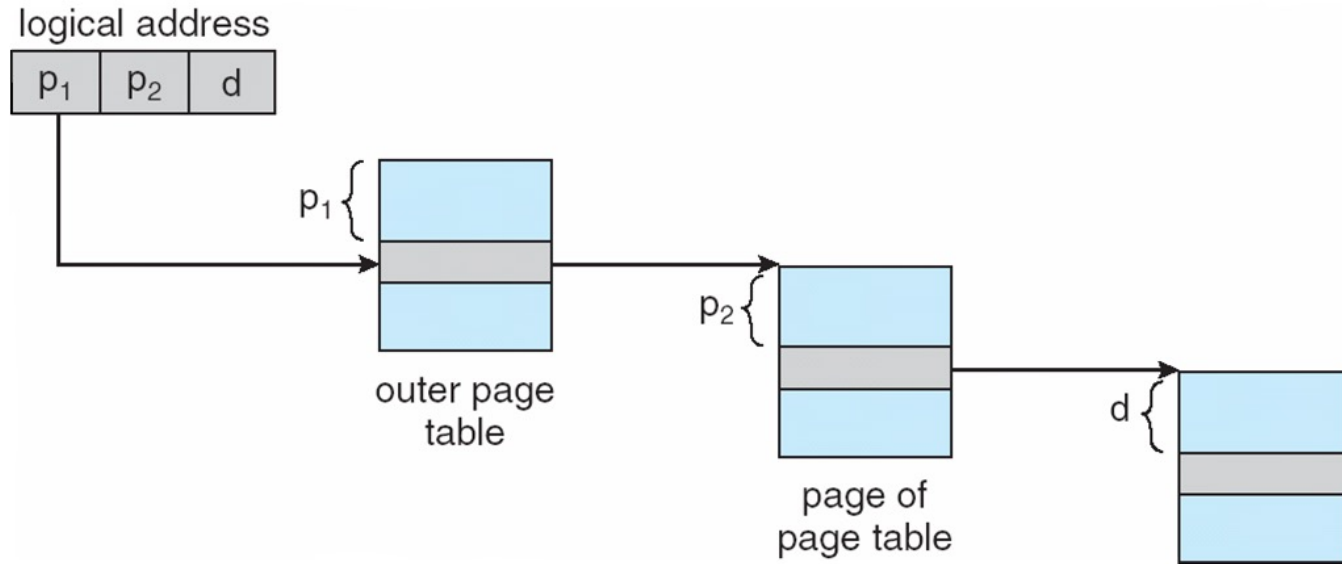 logical address
p₁ p₂ d
p₁
outer page
table
p₂
page of
page table
d